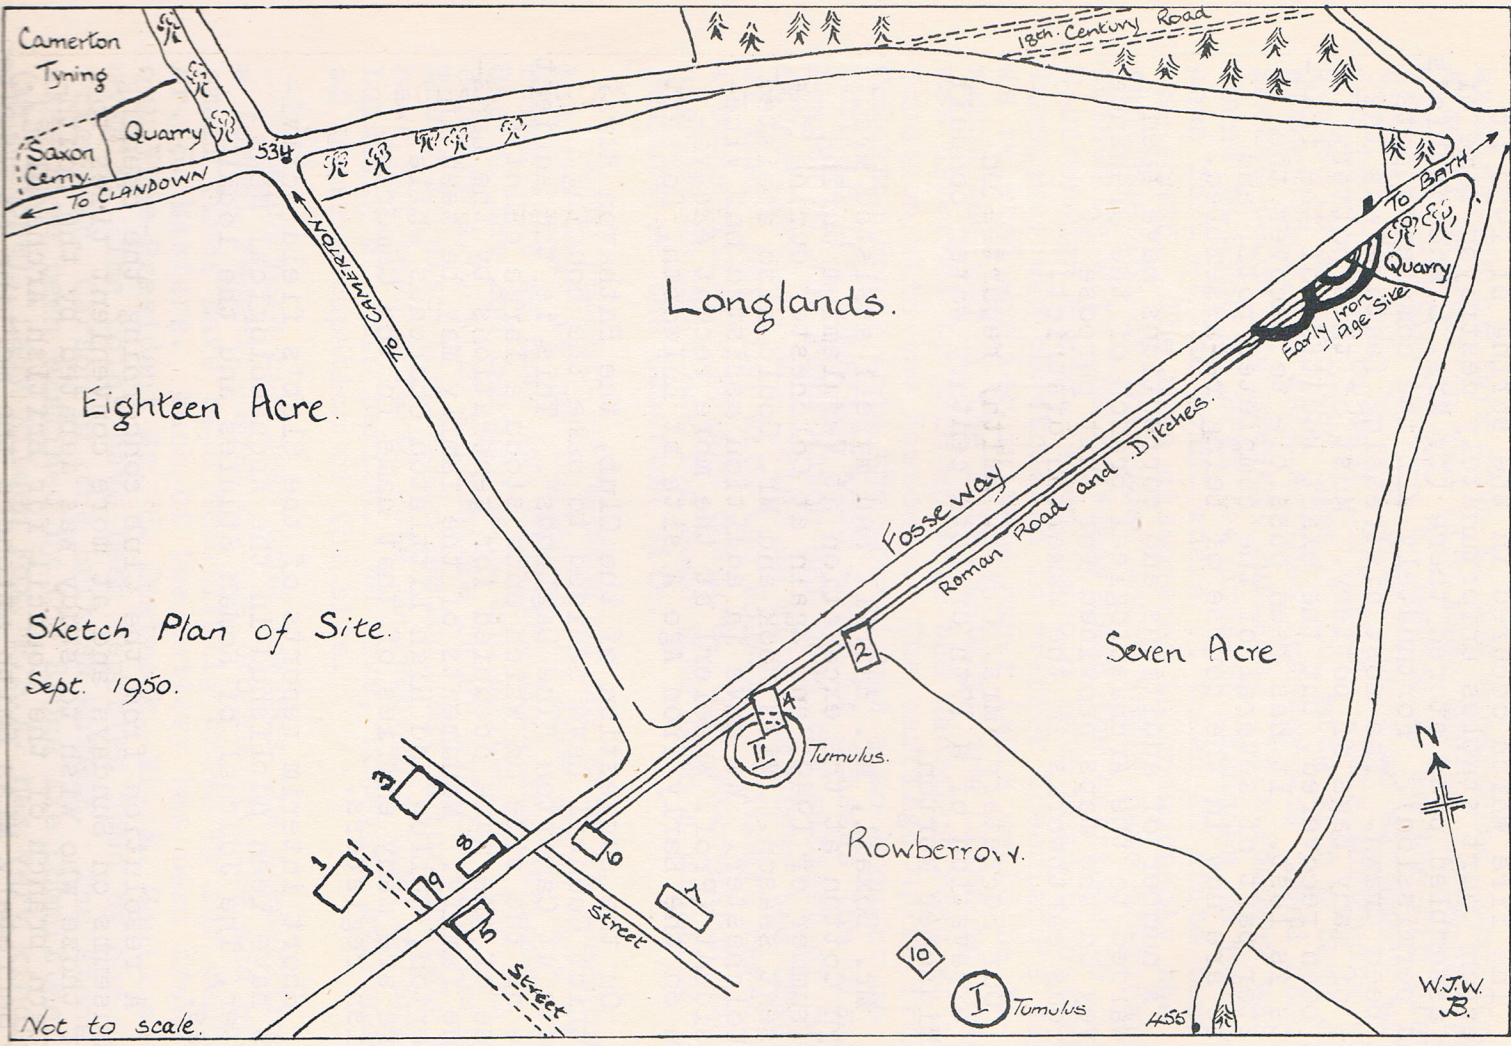 Camerton
Tyning
Quarry
Saxon
Cemy.
534
← TO CLANDOWN
← TO CAMERTON
18th. Century Road
TO BATH →
Quarry
Early Iron
Age Site
Longlands.
Eighteen Acre.
Fosse Way
Roman Road and Ditches.
Sketch Plan of Site.
Sept. 1950.
Seven Acre
2
4
II
Tumulus.
N
Rowberrow.
3
8
6
1
9
5
7
Street
Street
10
I
Tumulus
455
W.J.W.
B.
Not to scale.